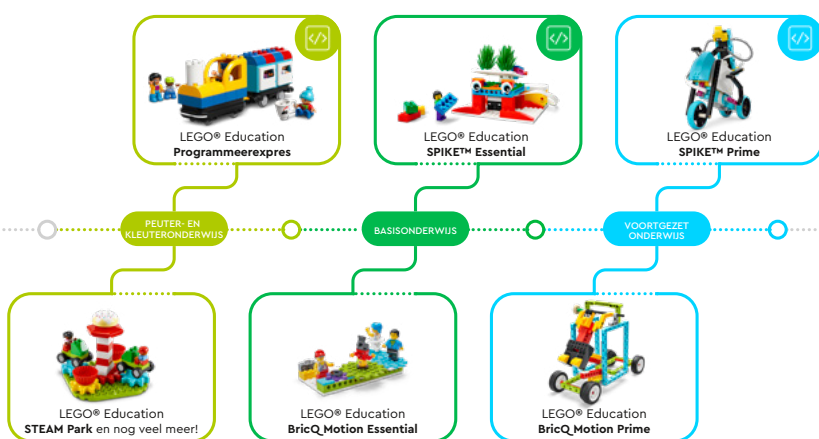 LEGO® Education
Programmeerexpres
LEGO® Education
SPIKE™ Essential
LEGO® Education
SPIKE™ Prime
PEUTER- EN
KLEUTERONDERWIJS
BASISONDERWIJS
VOORTGEZET
ONDERWIJS
LEGO® Education
STEAM Park en nog veel meer!
LEGO® Education
BricQ Motion Essential
LEGO® Education
BricQ Motion Prime